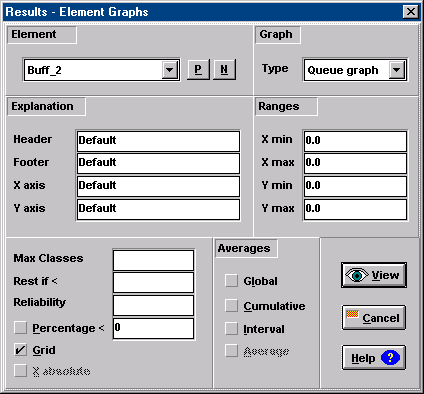 Results - Element Graphs
Element
Graph
Buff_2
P
N
Type
Queue graph
Explanation
Ranges
Header
Default
X min
0.0
Footer
Default
X max
0.0
X axis
Default
Y min
0.0
Y axis
Default
Y max
0.0
Max Classes
Averages
Rest if <
Global
View
Reliability
Cumulative
Percentage <
0
Interval
Cancel
Grid
Average
Help
?
X absolute